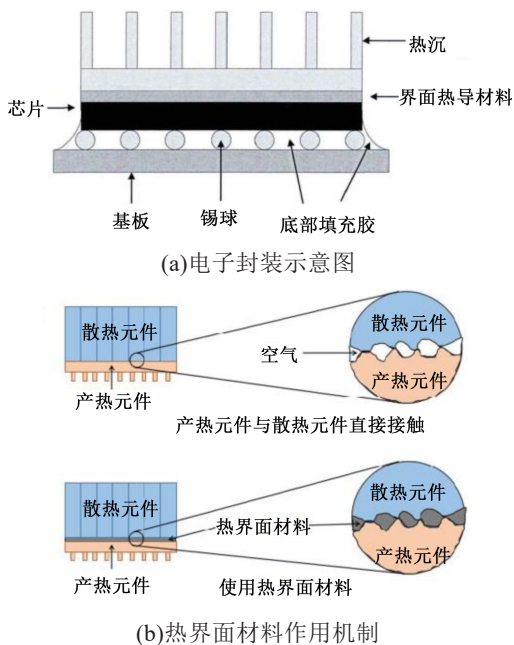 热沉
界面热导材料
芯片
基板
锡球
底部填充胶
(a)电子封装示意图
散热元件
产热元件
空气
散热元件
产热元件
产热元件与散热元件直接接触
散热元件
产热元件
热界面材料
散热元件
产热元件
使用热界面材料
(b)热界面材料作用机制